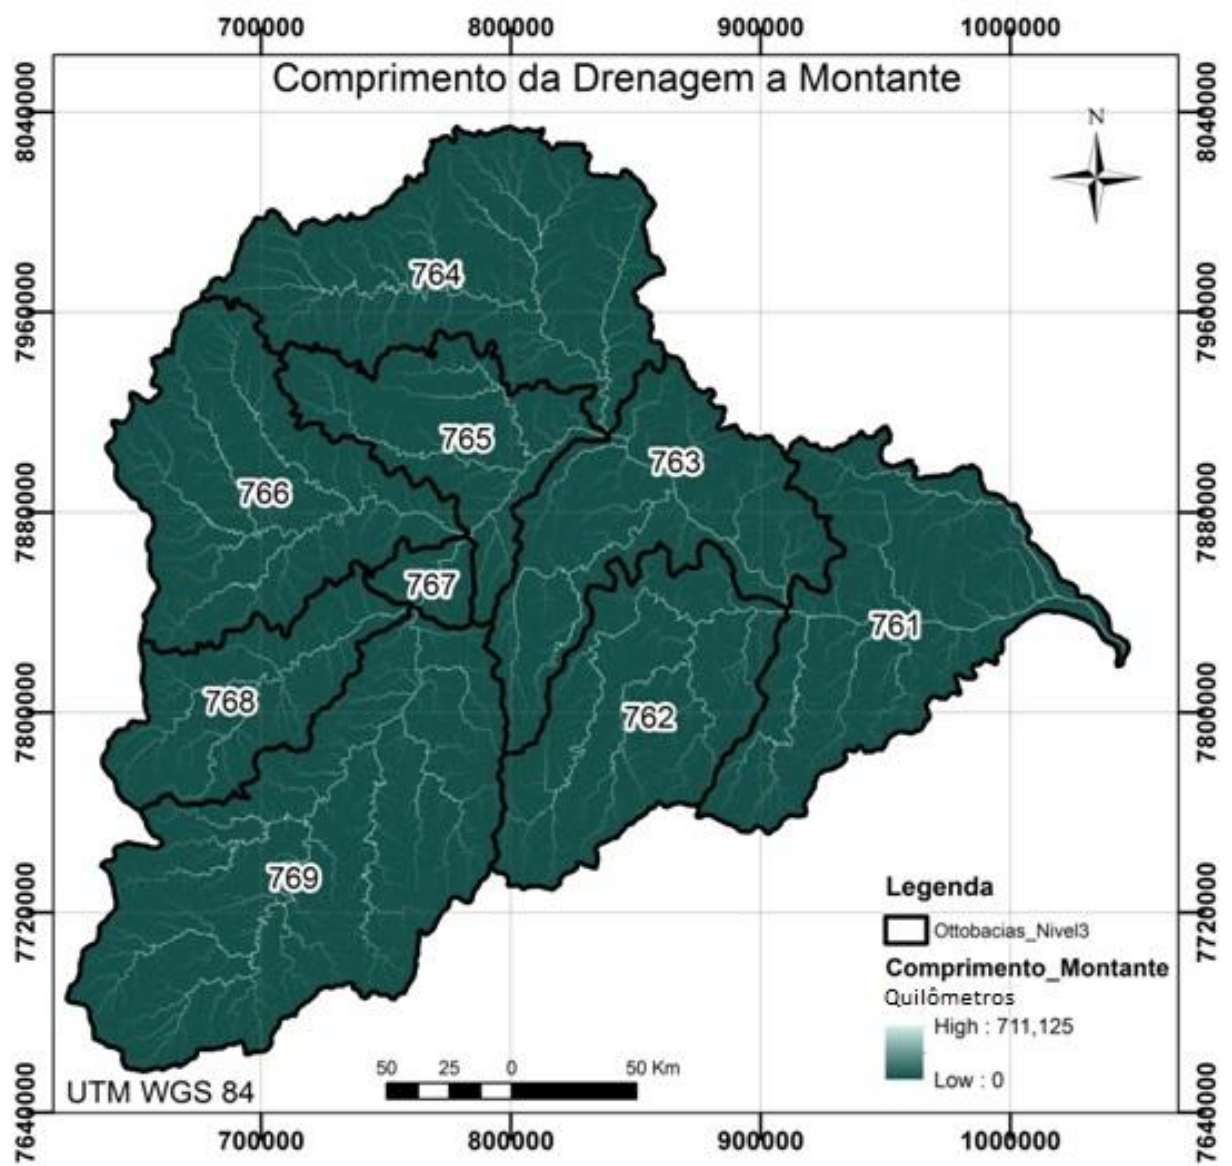 700000 800000 900000 1000000
Comprimento da Drenagem a Montante
8040000 8040000
N
764
7960000 7960000
765
763
766
7880000 7880000
767
761
768
762
7800000 7800000
769
Legenda
7720000 7720000
Ottobacias_Nivel3
Comprimento_Montante
Quilômetros
High : 711,125
50 25 0 50 Km
Low : 0
UTM WGS 84
7640000 7640000
700000 800000 900000 1000000